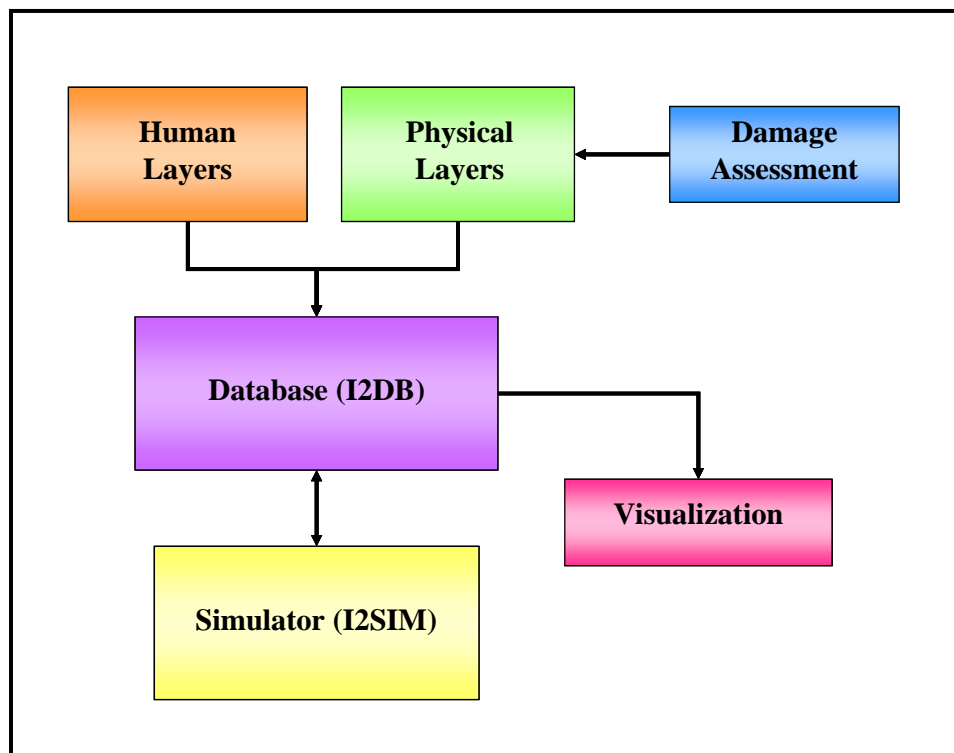 Human
Layers
Physical
Layers
Damage
Assessment
Database (I2DB)
Visualization
Simulator (I2SIM)